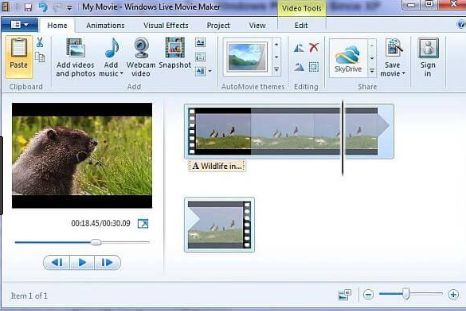 My Movie - Windows Live Movie Maker
Video Tools
Home Animations Visual Effects Project View Edit
Paste
Add videos and photos
Add music
Webcam video
Snapshot
SkyDrive
Save movie
Sign in
Clipboard Add AutoMovie themes Editing Share
A Wildlife in...
00:18.45/00:30.09
Item 1 of 1